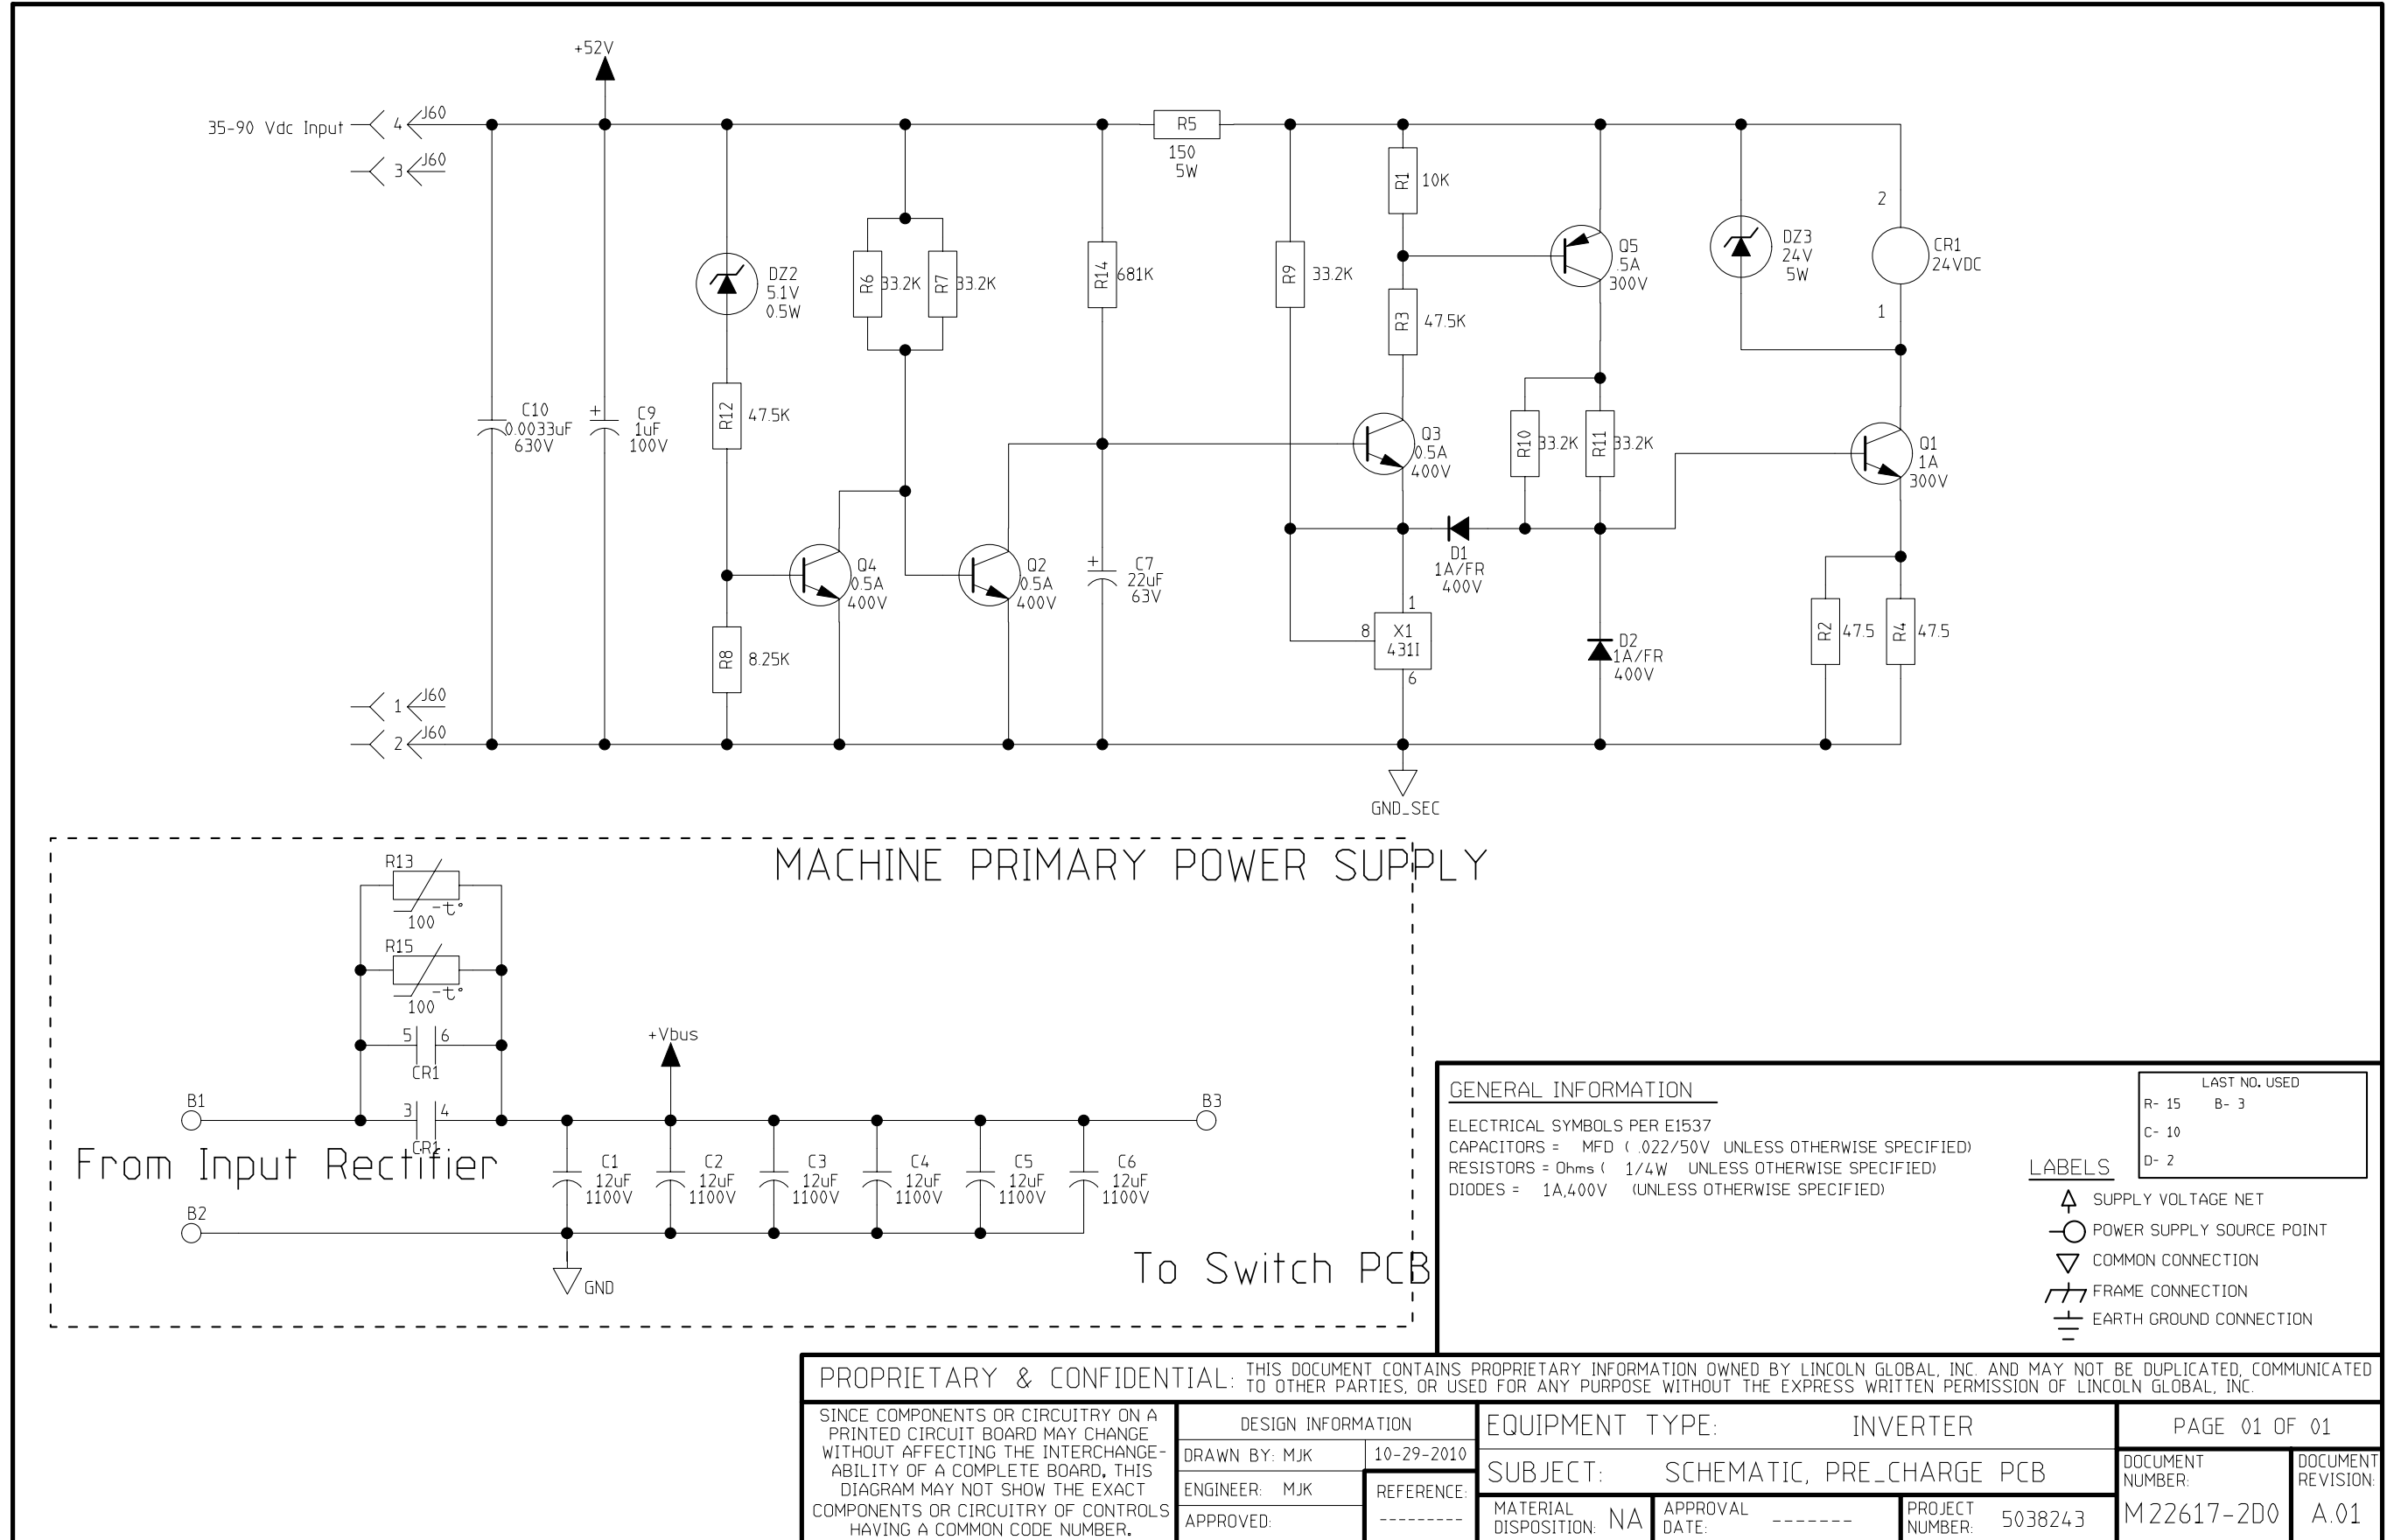 +52V
35-90 Vdc Input 4 J60
3 J60
R5
150
5W
R1 10K
2
CR1
24VDC
1
DZ3
24V
5W
Q5
.5A
300V
DZ2
5.1V
0.5W
R6 33.2K R7 33.2K
R14 681K
R9 33.2K
R3 47.5K
C10
0.0033uF
630V
+ C9
1uF
100V
R12 47.5K
Q3
0.5A
400V
R10 33.2K R11 33.2K
Q1
1A
300V
Q4
0.5A
400V
Q2
0.5A
400V
+ C7
22uF
63V
D1
1A/FR
400V
1
8 X1
431I
6
D2
1A/FR
400V
R2 47.5 R4 47.5
R8 8.25K
1 J60
2 J60
GND_SEC
MACHINE PRIMARY POWER SUPPLY
R13
-t°
100
R15
-t°
100
5 6
CR1
+Vbus
B1
3 4
CR1
B3
From Input Rectifier
C1
12uF
1100V
C2
12uF
1100V
C3
12uF
1100V
C4
12uF
1100V
C5
12uF
1100V
C6
12uF
1100V
B2
GND
To Switch PCB
GENERAL INFORMATION
ELECTRICAL SYMBOLS PER E1537
CAPACITORS = MFD ( .022/50V UNLESS OTHERWISE SPECIFIED)
RESISTORS = Ohms ( 1/4W UNLESS OTHERWISE SPECIFIED)
DIODES = 1A,400V (UNLESS OTHERWISE SPECIFIED)
LAST NO. USED
R- 15 B- 3
C- 10
D- 2
LABELS
SUPPLY VOLTAGE NET
POWER SUPPLY SOURCE POINT
COMMON CONNECTION
FRAME CONNECTION
EARTH GROUND CONNECTION
PROPRIETARY & CONFIDENTIAL: THIS DOCUMENT CONTAINS PROPRIETARY INFORMATION OWNED BY LINCOLN GLOBAL, INC. AND MAY NOT BE DUPLICATED, COMMUNICATED
TO OTHER PARTIES, OR USED FOR ANY PURPOSE WITHOUT THE EXPRESS WRITTEN PERMISSION OF LINCOLN GLOBAL, INC.
SINCE COMPONENTS OR CIRCUITRY ON A
PRINTED CIRCUIT BOARD MAY CHANGE
WITHOUT AFFECTING THE INTERCHANGE-
ABILITY OF A COMPLETE BOARD, THIS
DIAGRAM MAY NOT SHOW THE EXACT
COMPONENTS OR CIRCUITRY OF CONTROLS
HAVING A COMMON CODE NUMBER.
DESIGN INFORMATION
DRAWN BY: MJK 10-29-2010
ENGINEER: MJK
REFERENCE:
APPROVED: ---------
EQUIPMENT TYPE: INVERTER
SUBJECT: SCHEMATIC, PRE_CHARGE PCB
MATERIAL
DISPOSITION: NA
APPROVAL
DATE: -------
PROJECT
NUMBER: 5038243
PAGE 01 OF 01
DOCUMENT
NUMBER:
M22617-2D0
DOCUMENT
REVISION:
A.01